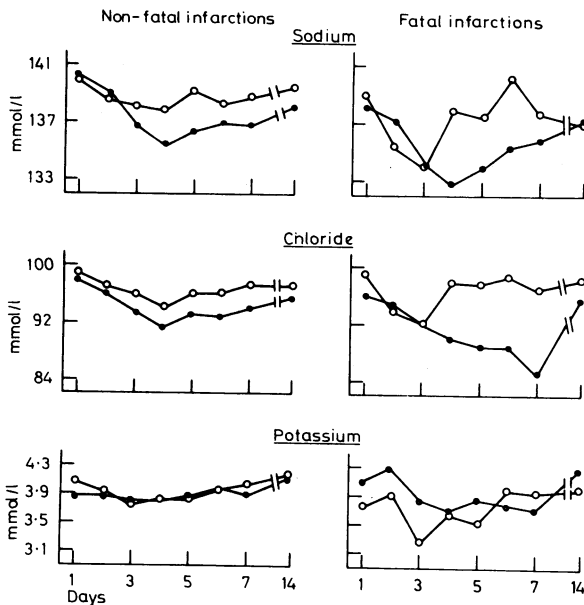 Non-fatal infarctions Fatal infarctions
Sodium
141
137
133
mmol/l
Chloride
100
92
84
mmol/l
Potassium
4·3
3·9
3·5
3·1
mmol/l
1 3 5 7 14 1 3 5 7 14
Days